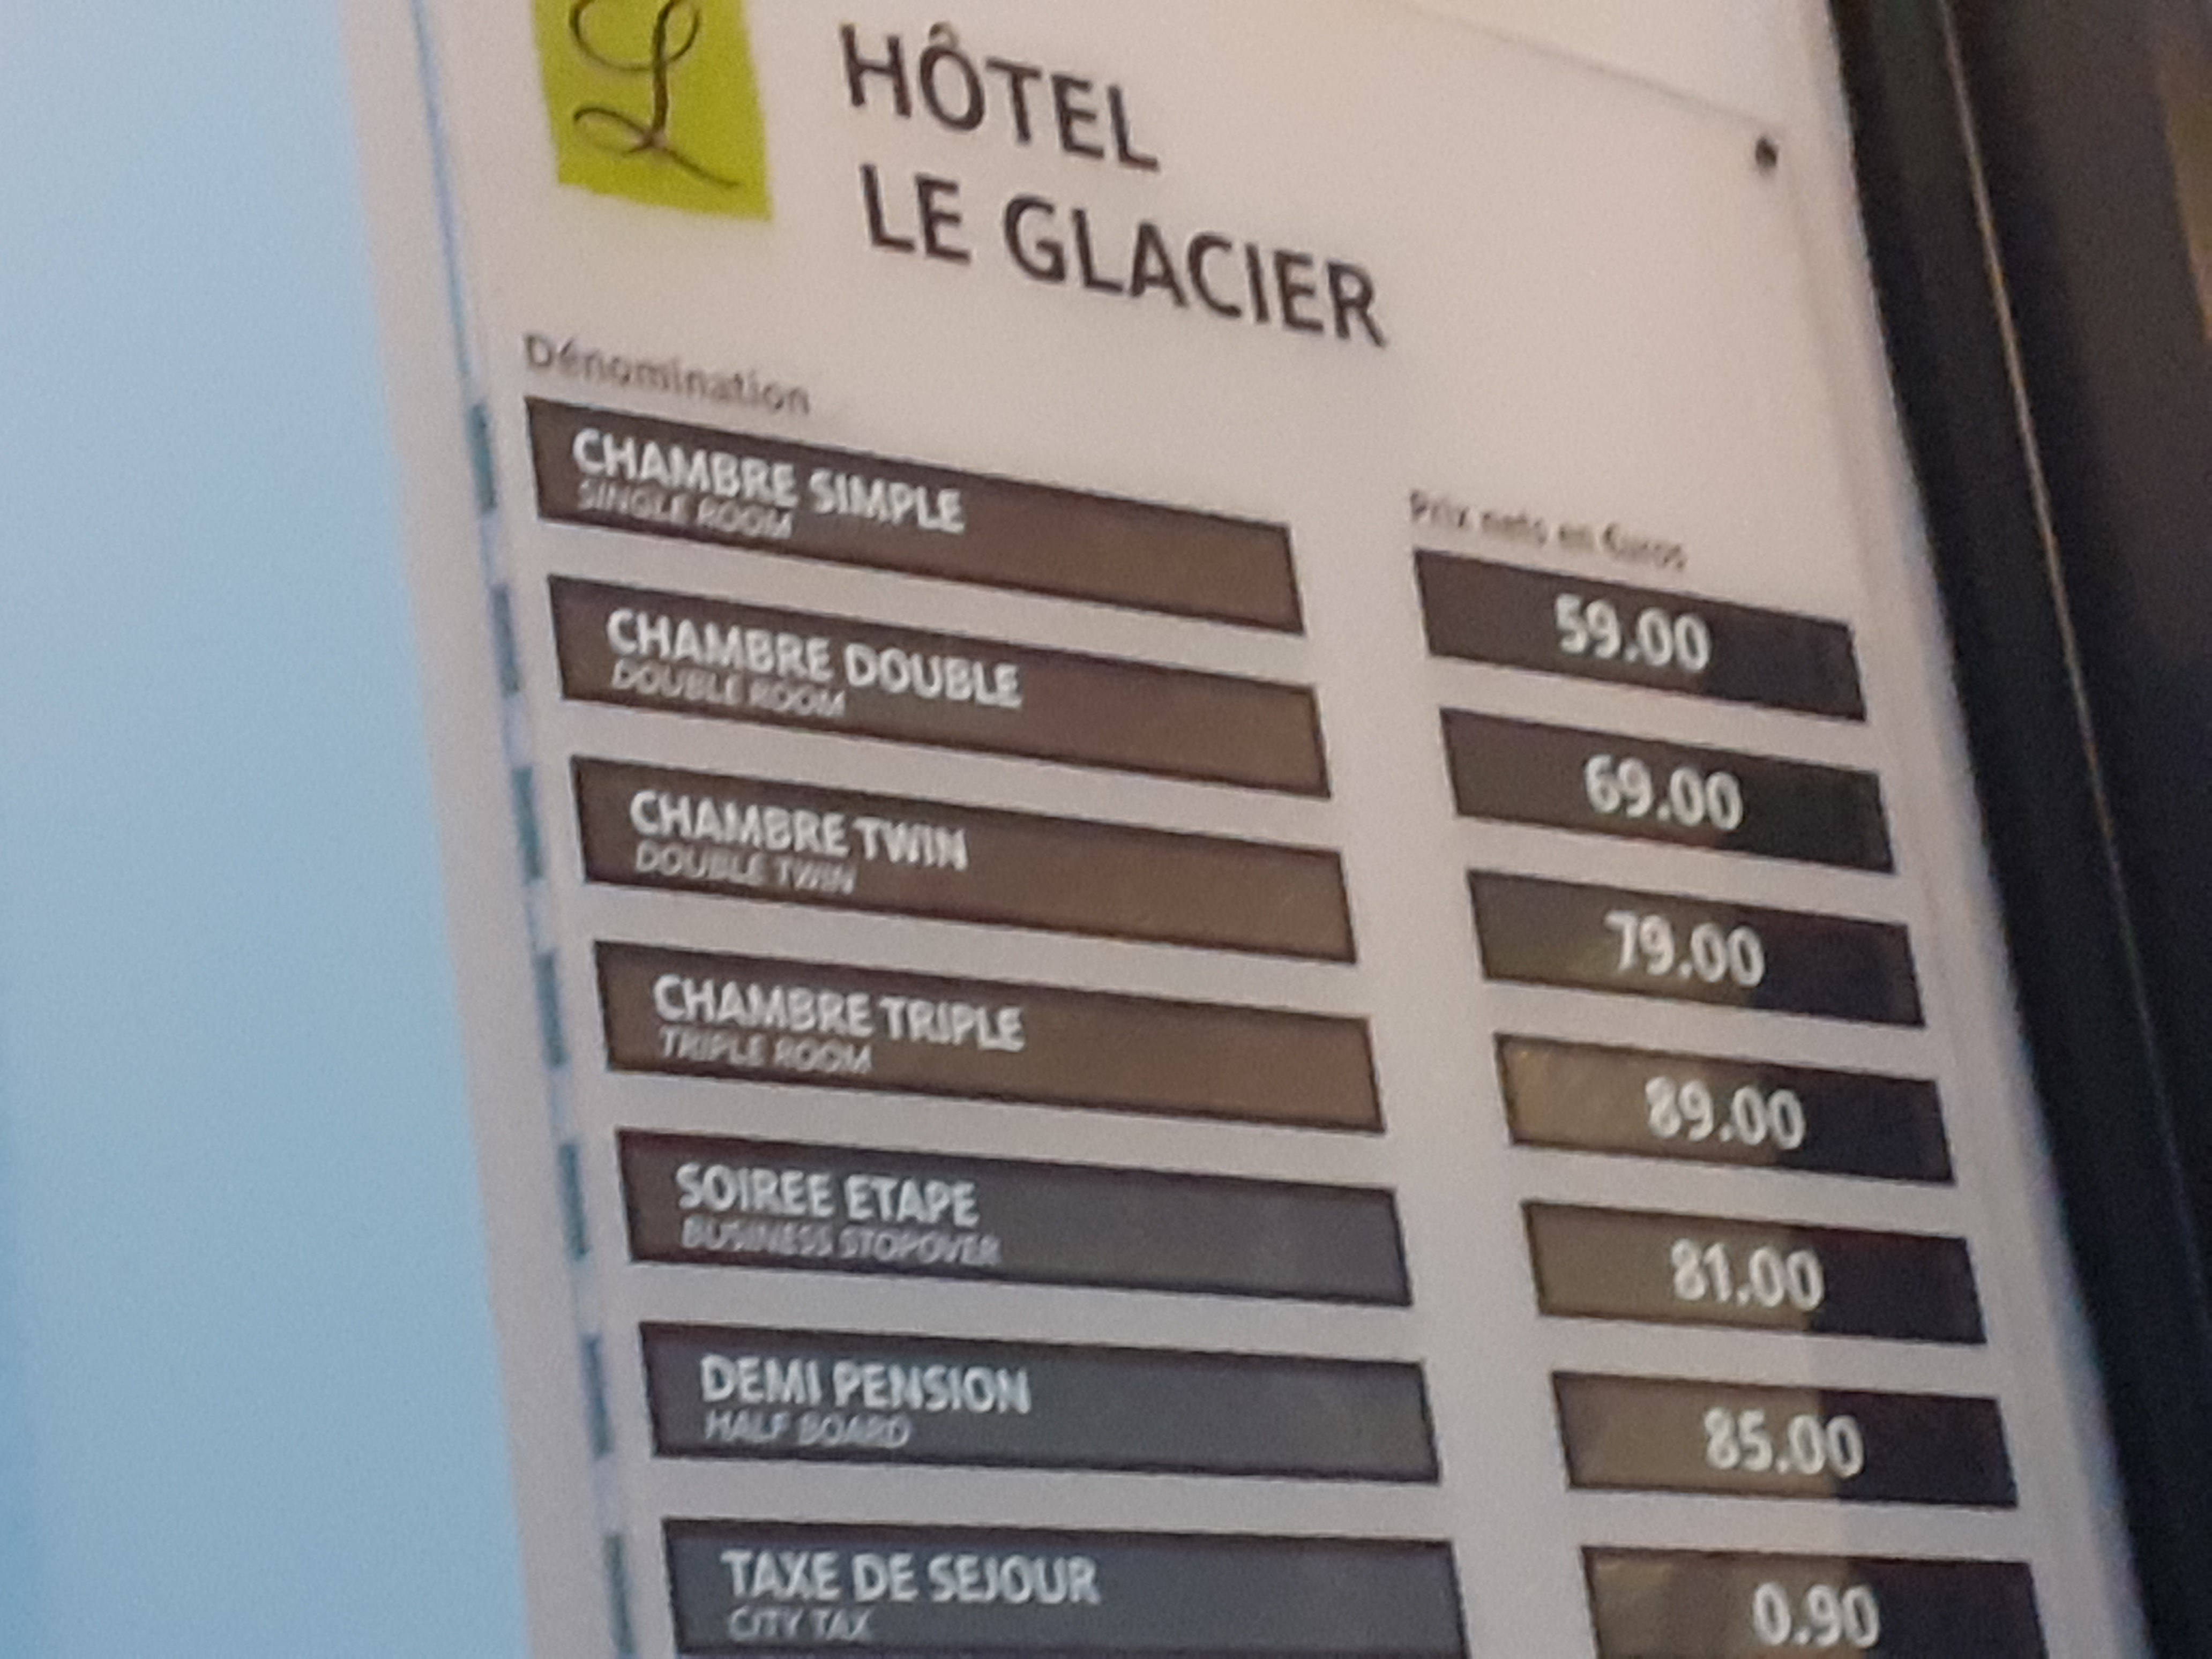 L
HÔTEL
LE GLACIER
Dénomination
Prix nets en Euros
CHAMBRE SIMPLE
SINGLE ROOM
59.00
CHAMBRE DOUBLE
DOUBLE ROOM
69.00
CHAMBRE TWIN
DOUBLE TWIN
79.00
CHAMBRE TRIPLE
TRIPLE ROOM
89.00
SOIREE ETAPE
BUSINESS STOPOVER
81.00
DEMI PENSION
HALF BOARD
85.00
TAXE DE SEJOUR
CITY TAX
0.90